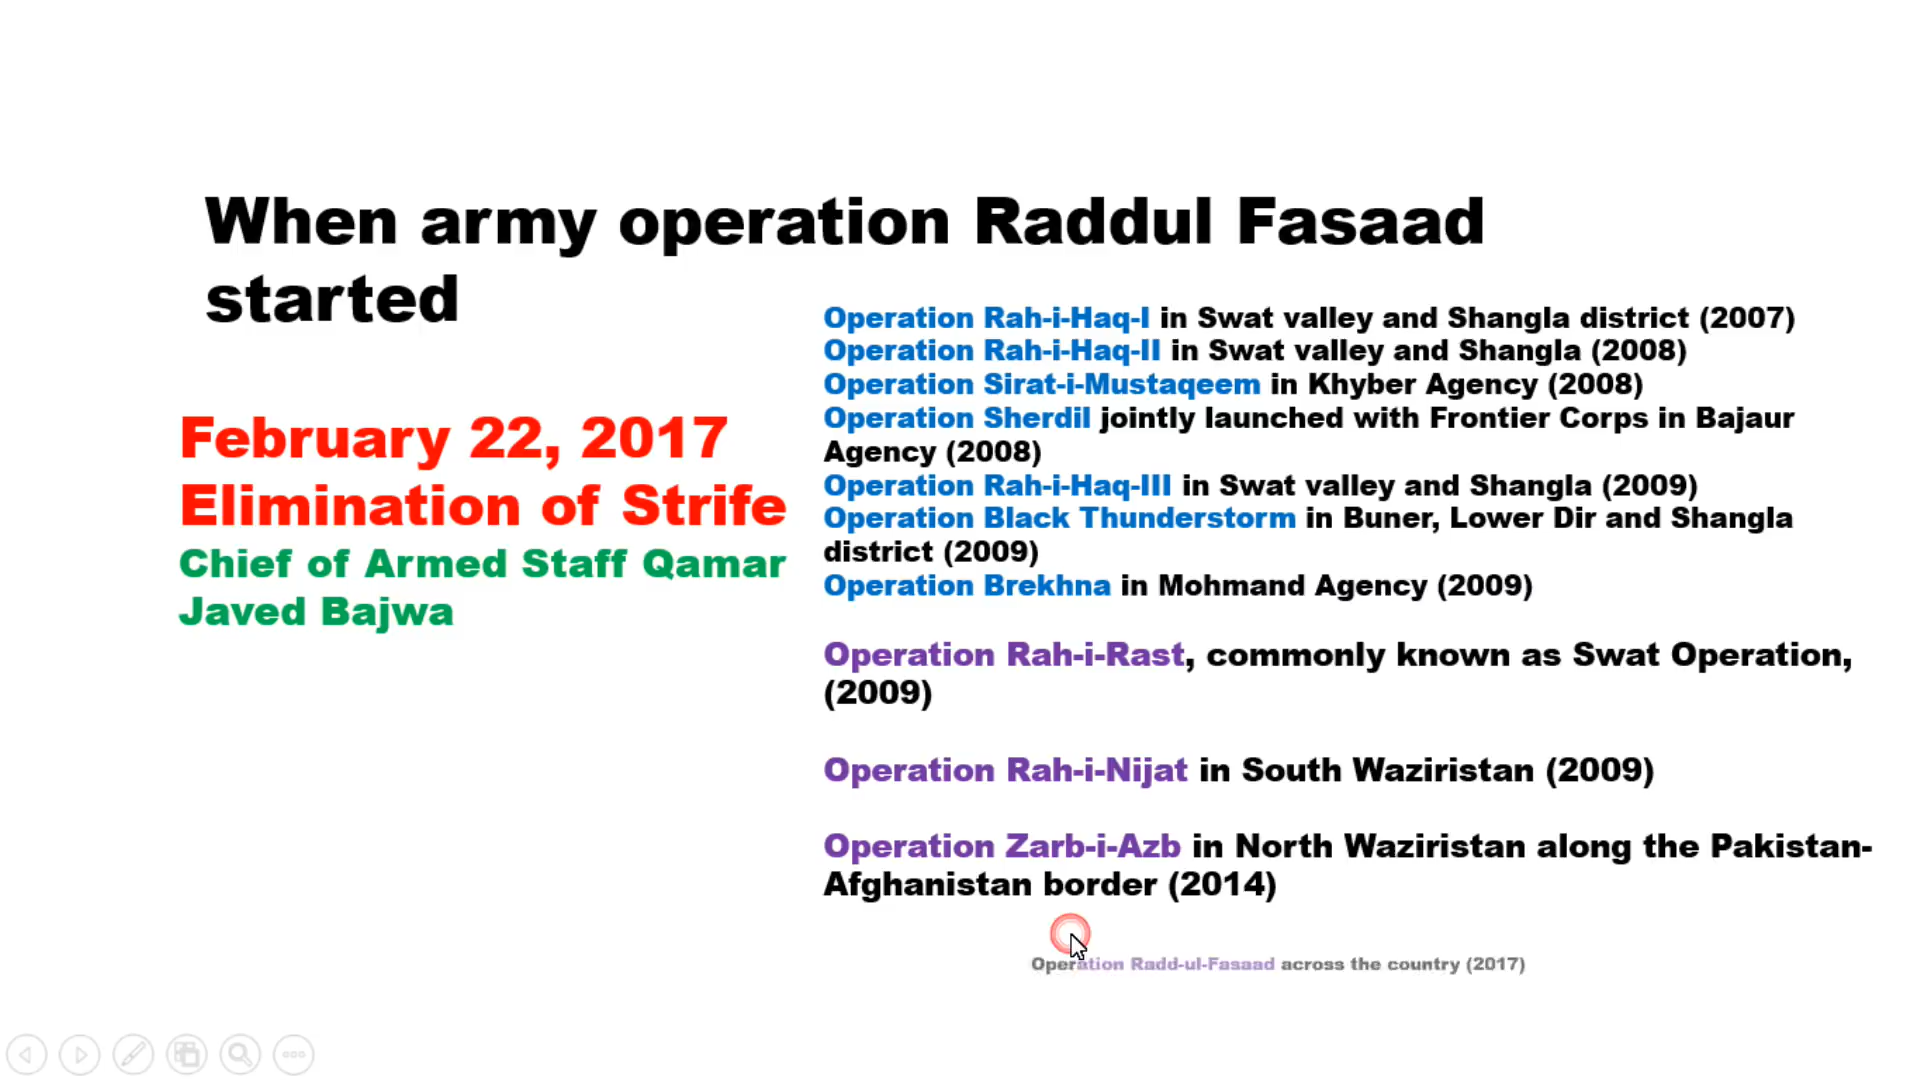 When army operation Raddul Fasaad
started
February 22, 2017
Elimination of Strife
Chief of Armed Staff Qamar
Javed Bajwa
Operation Rah-i-Haq-I in Swat valley and Shangla district (2007)
Operation Rah-i-Haq-II in Swat valley and Shangla (2008)
Operation Sirat-i-Mustaqeem in Khyber Agency (2008)
Operation Sherdil jointly launched with Frontier Corps in Bajaur
Agency (2008)
Operation Rah-i-Haq-III in Swat valley and Shangla (2009)
Operation Black Thunderstorm in Buner, Lower Dir and Shangla
district (2009)
Operation Brekhna in Mohmand Agency (2009)
Operation Rah-i-Rast, commonly known as Swat Operation,
(2009)
Operation Rah-i-Nijat in South Waziristan (2009)
Operation Zarb-i-Azb in North Waziristan along the Pakistan-
Afghanistan border (2014)
Operation Radd-ul-Fasaad across the country (2017)